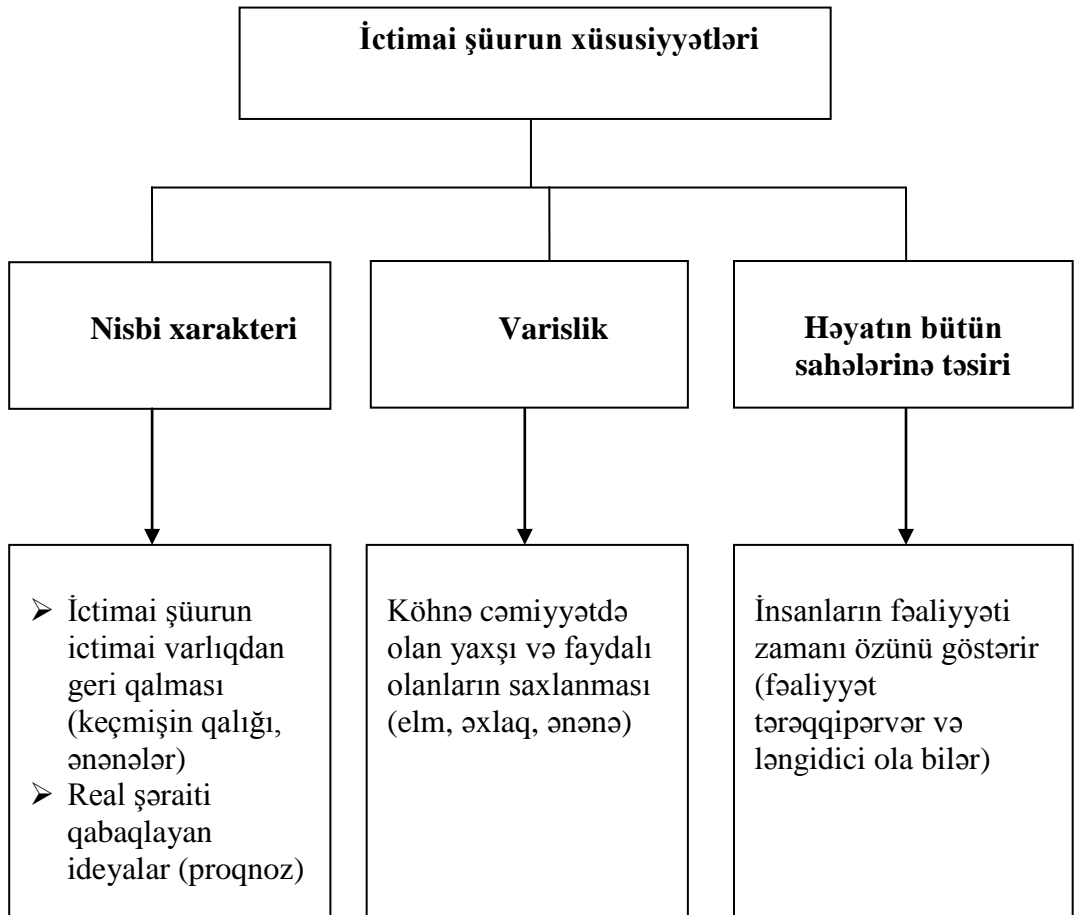 İctimai şüurun xüsusiyyətləri
Nisbi xarakteri
Varislik
Həyatın bütün
sahələrinə təsiri
➢ İctimai şüurun
ictimai varlıqdan
geri qalması
(keçmişin qalığı,
ənənələr)
➢ Real şəraiti
qabaqlayan
ideyalar (proqnoz)
Köhnə cəmiyyətdə
olan yaxşı və faydalı
olanların saxlanması
(elm, əxlaq, ənənə)
İnsanların fəaliyyəti
zamanı özünü göstərir
(fəaliyyət
tərəqqipərvər və
ləngidici ola bilər)